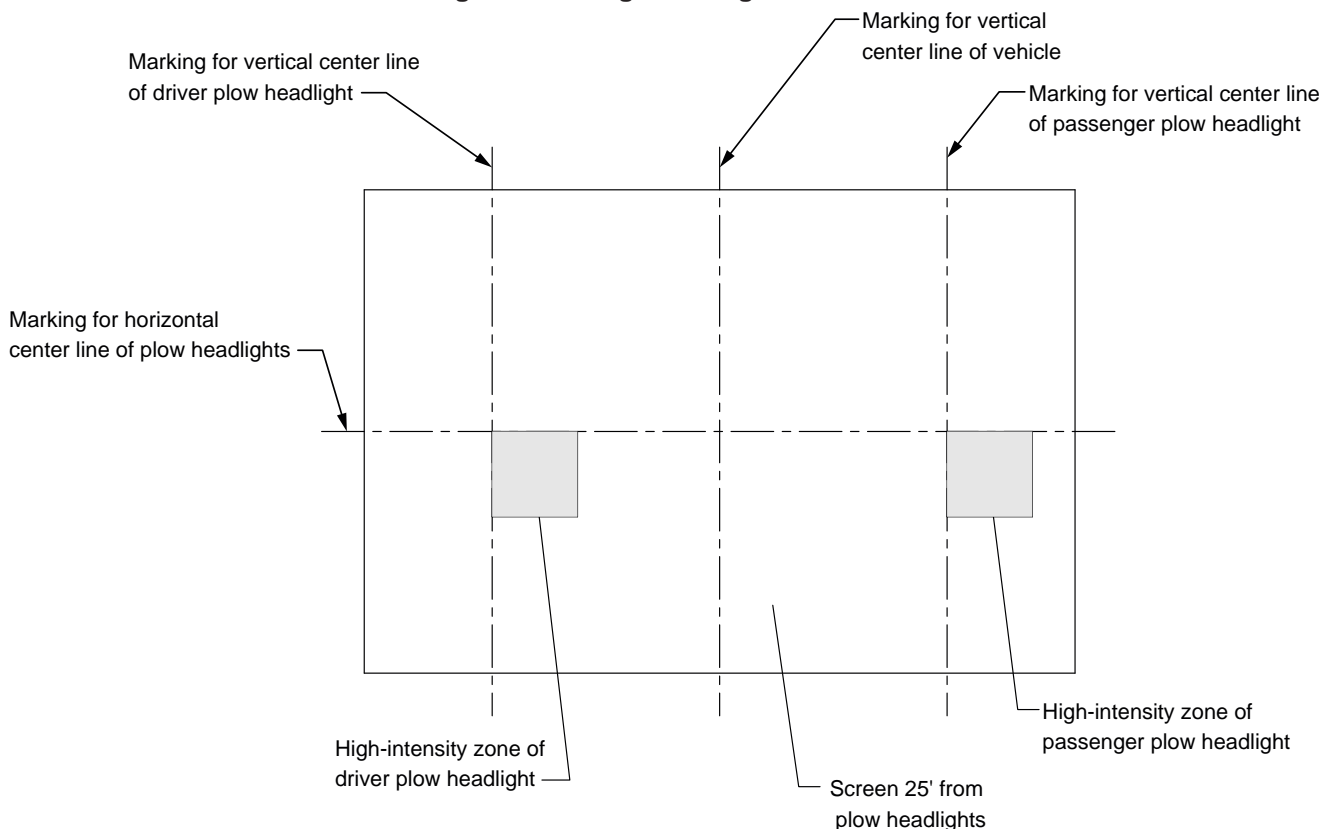 Marking for vertical
center line of vehicle
Marking for vertical center line
of driver plow headlight
Marking for vertical center line
of passenger plow headlight
Marking for horizontal
center line of plow headlights
High-intensity zone of
passenger plow headlight
High-intensity zone of
driver plow headlight
Screen 25' from
plow headlights